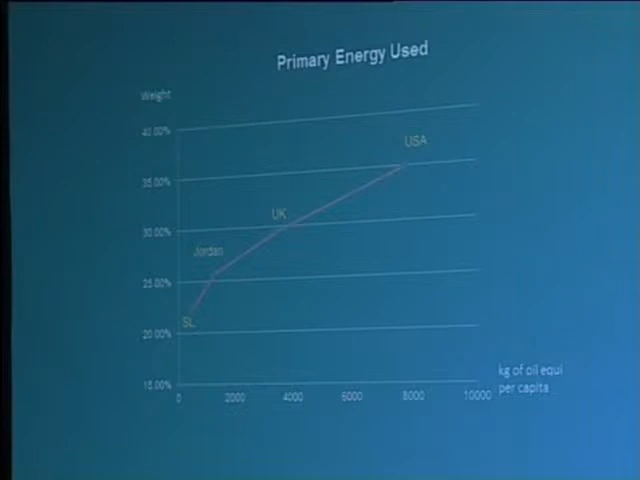 Primary Energy Used
Weight
40.00%
USA
35.00%
UK
30.00%
Jordan
25.00%
SL
20.00%
15.00%
0 2000 4000 6000 8000 10000
kg of oil equi
per capita